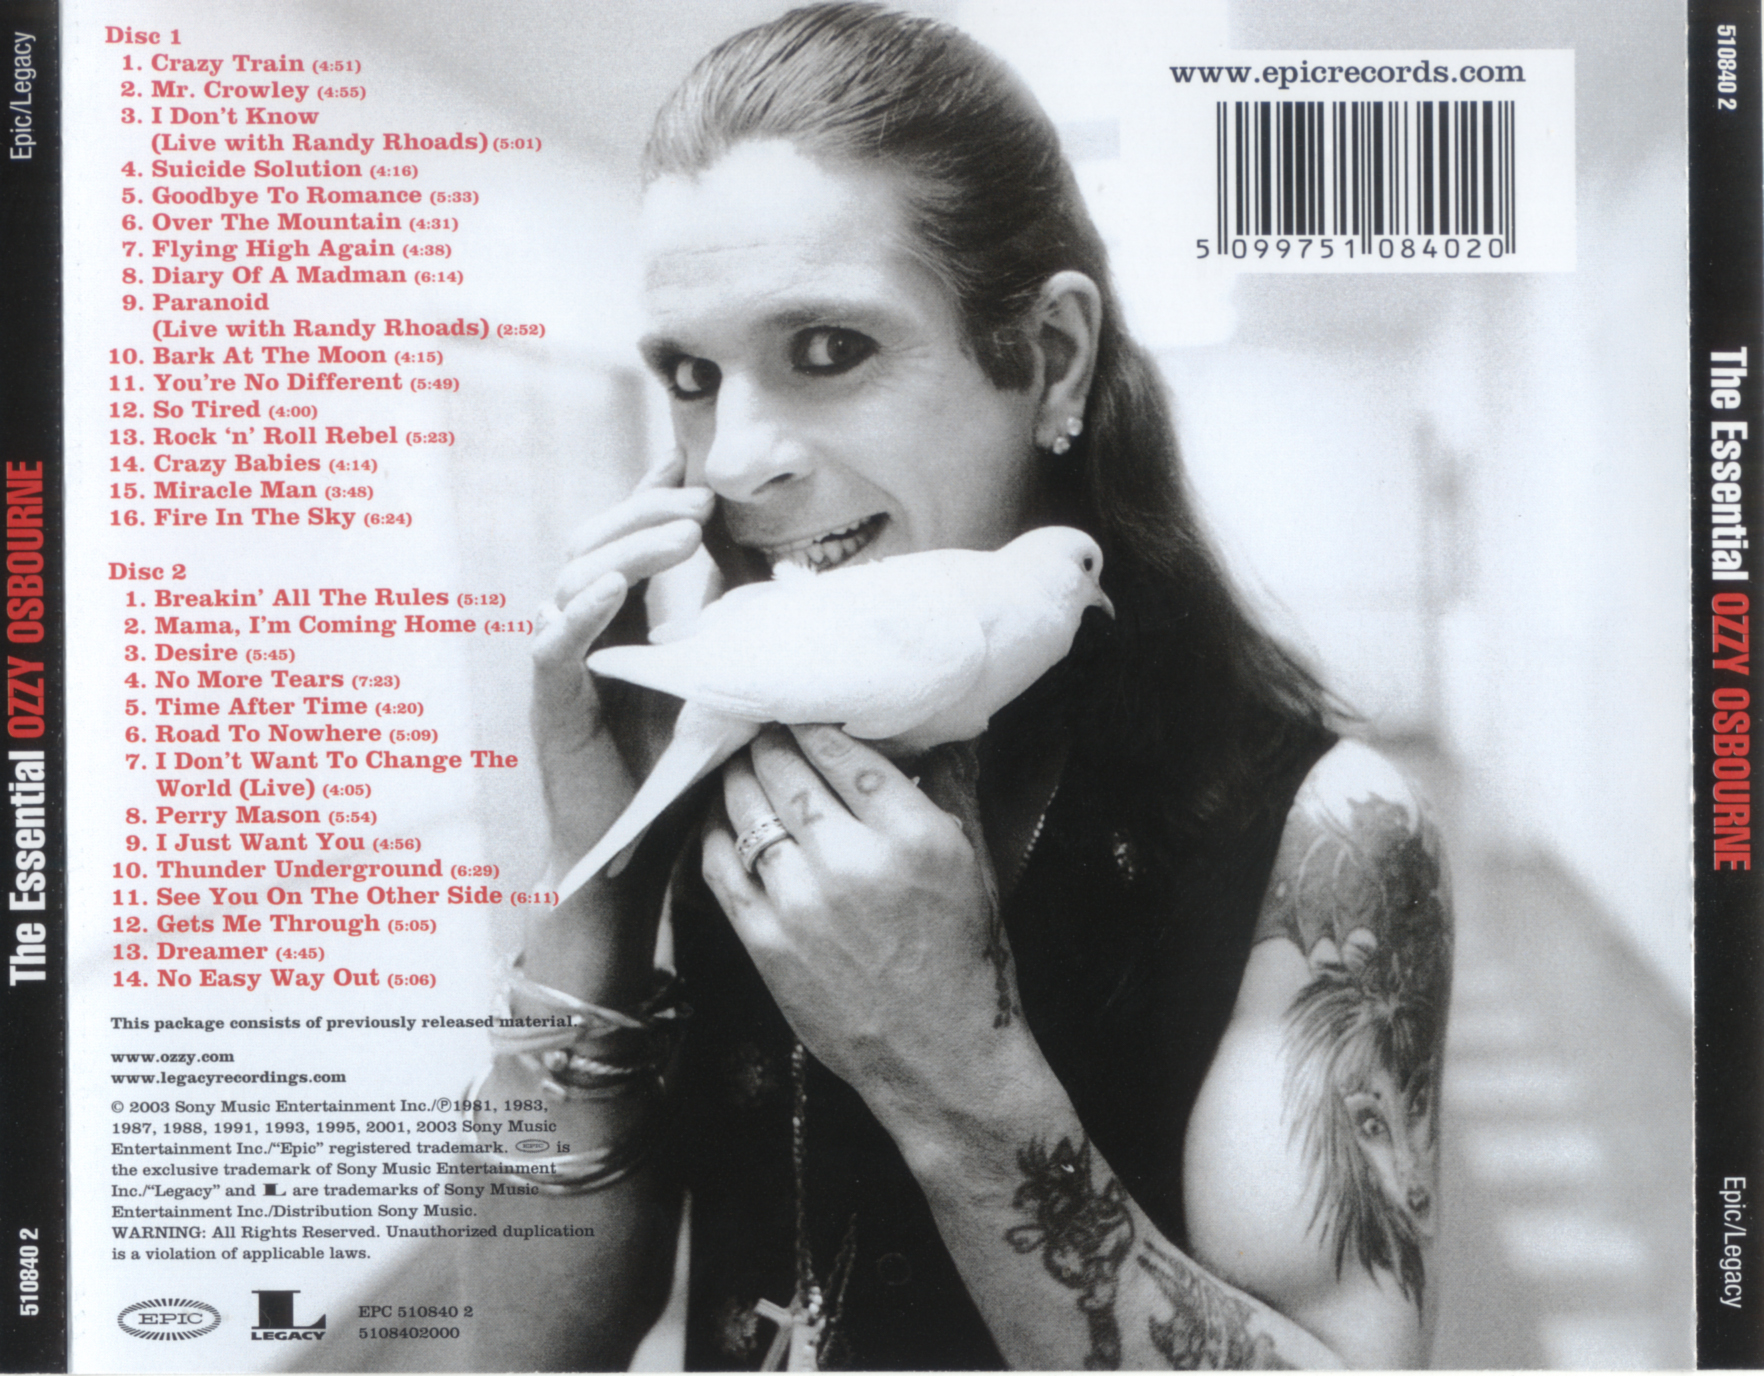 Disc 1
1. Crazy Train (4:51)
2. Mr. Crowley (4:55)
3. I Don't Know
(Live with Randy Rhoads) (5:01)
4. Suicide Solution (4:16)
5. Goodbye To Romance (5:33)
6. Over The Mountain (4:31)
7. Flying High Again (4:38)
8. Diary Of A Madman (6:14)
9. Paranoid
(Live with Randy Rhoads) (2:52)
10. Bark At The Moon (4:15)
11. You're No Different (5:49)
12. So Tired (4:00)
13. Rock 'n' Roll Rebel (5:23)
14. Crazy Babies (4:14)
15. Miracle Man (3:48)
16. Fire In The Sky (6:24)
Disc 2
1. Breakin' All The Rules (5:12)
2. Mama, I'm Coming Home (4:11)
3. Desire (5:45)
4. No More Tears (7:23)
5. Time After Time (4:20)
6. Road To Nowhere (5:09)
7. I Don't Want To Change The
World (Live) (4:05)
8. Perry Mason (5:54)
9. I Just Want You (4:56)
10. Thunder Underground (6:29)
11. See You On The Other Side (6:11)
12. Gets Me Through (5:05)
13. Dreamer (4:45)
14. No Easy Way Out (5:06)
This package consists of previously released material.
www.ozzy.com
www.legacyrecordings.com
© 2003 Sony Music Entertainment Inc./℗1981, 1983,
1987, 1988, 1991, 1993, 1995, 2001, 2003 Sony Music
Entertainment Inc./“Epic” registered trademark. EPIC is
the exclusive trademark of Sony Music Entertainment
Inc./“Legacy” and L are trademarks of Sony Music
Entertainment Inc./Distribution Sony Music.
WARNING: All Rights Reserved. Unauthorized duplication
is a violation of applicable laws.
EPIC
L LEGACY
EPC 510840 2
5108402000
www.epicrecords.com
5 099751 084020
Epic/Legacy
The Essential OZZY OSBOURNE
510840 2
510840 2
The Essential OZZY OSBOURNE
Epic/Legacy
O Z